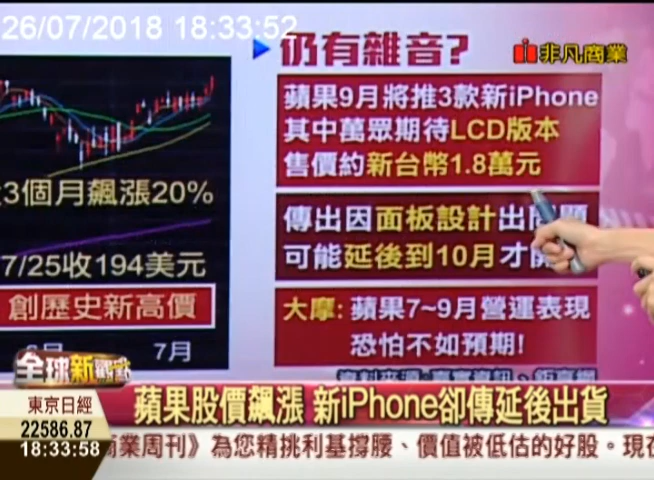 26/07/2018 18:33:52
仍有雜音?
非凡商業
蘋果9月將推3款新iPhone
其中萬眾期待LCD版本
售價約新台幣1.8萬元
3個月飆漲20%
傳出因面板設計出問題
可能延後到10月才開
7/25收194美元
創歷史新高價
大摩: 蘋果7~9月營運表現
恐怕不如預期!
7月
全球新觀點
蘋果股價飆漲 新iPhone卻傳延後出貨
東京日經
22586.87
18:33:58
商業周刊》為您精挑利基撐腰、價值被低估的好股。現在